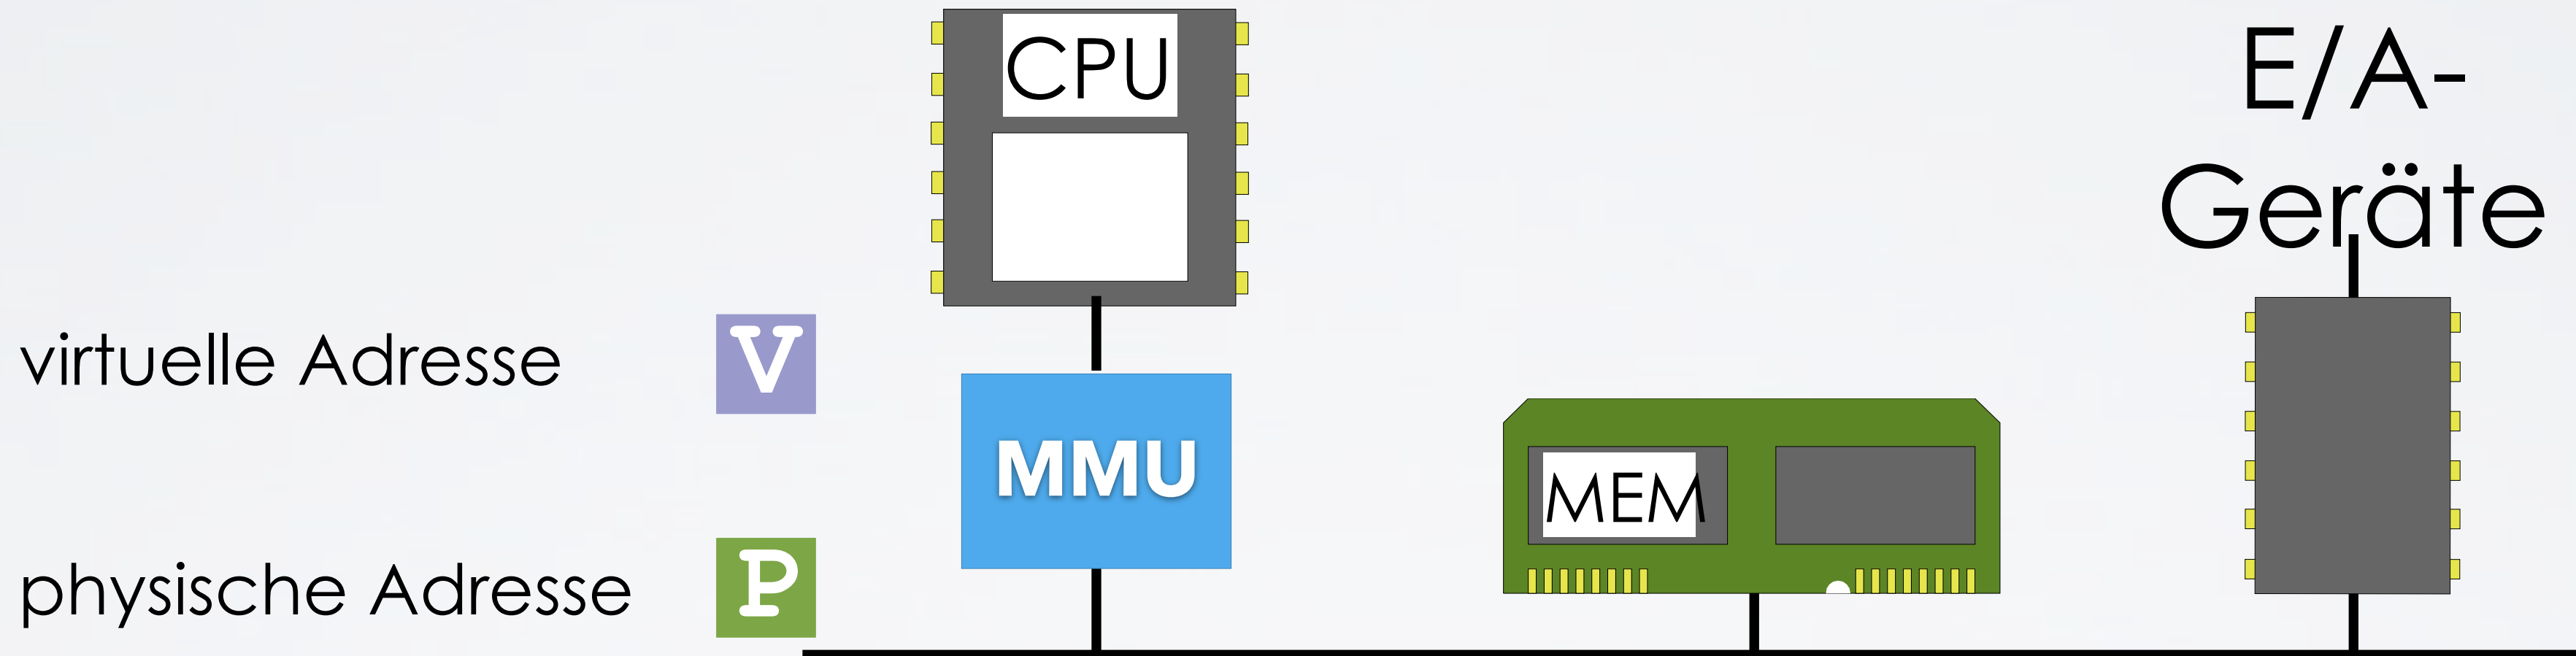 CPU
E/A-
Geräte
virtuelle Adresse
V
MMU
MEM
physische Adresse
P